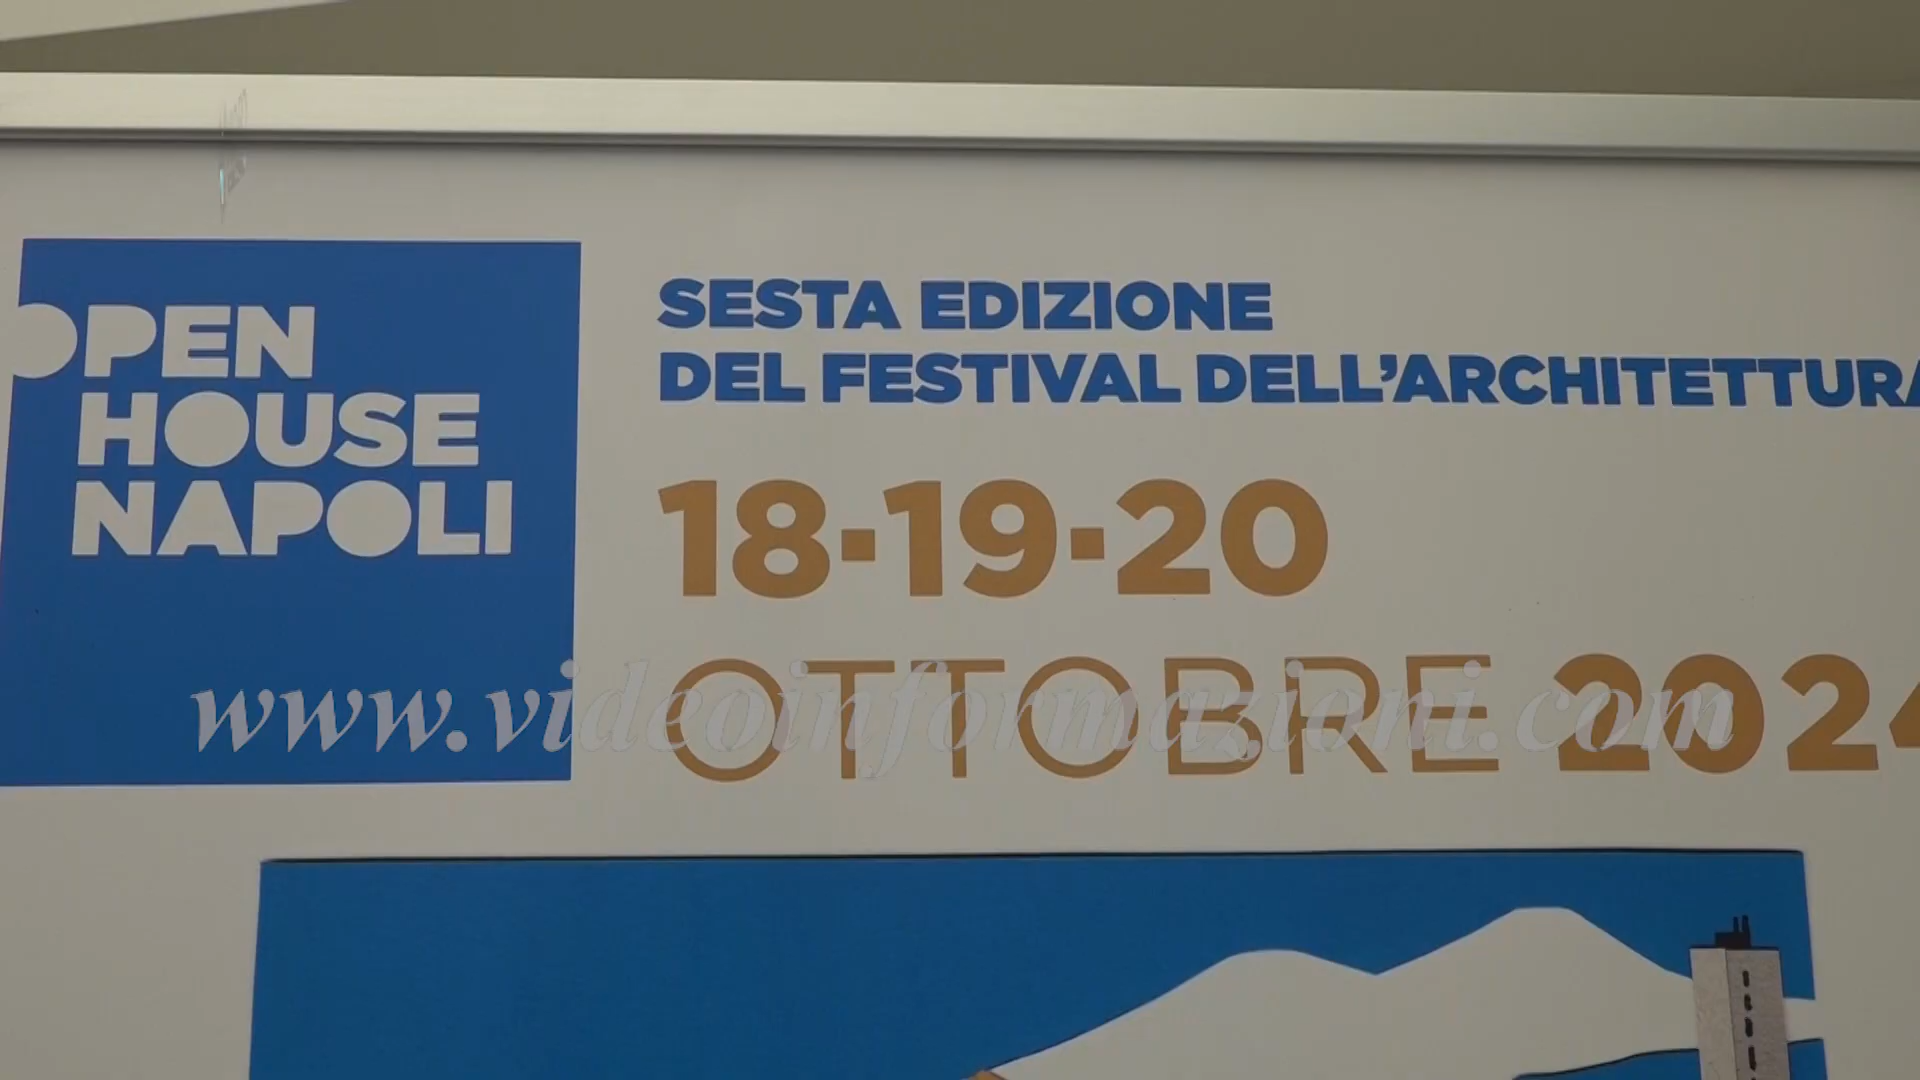 OPEN
HOUSE
NAPOLI
SESTA EDIZIONE
DEL FESTIVAL DELL'ARCHITETTURA
18·19·20
OTTOBRE 2024
www.videoinformazioni.com